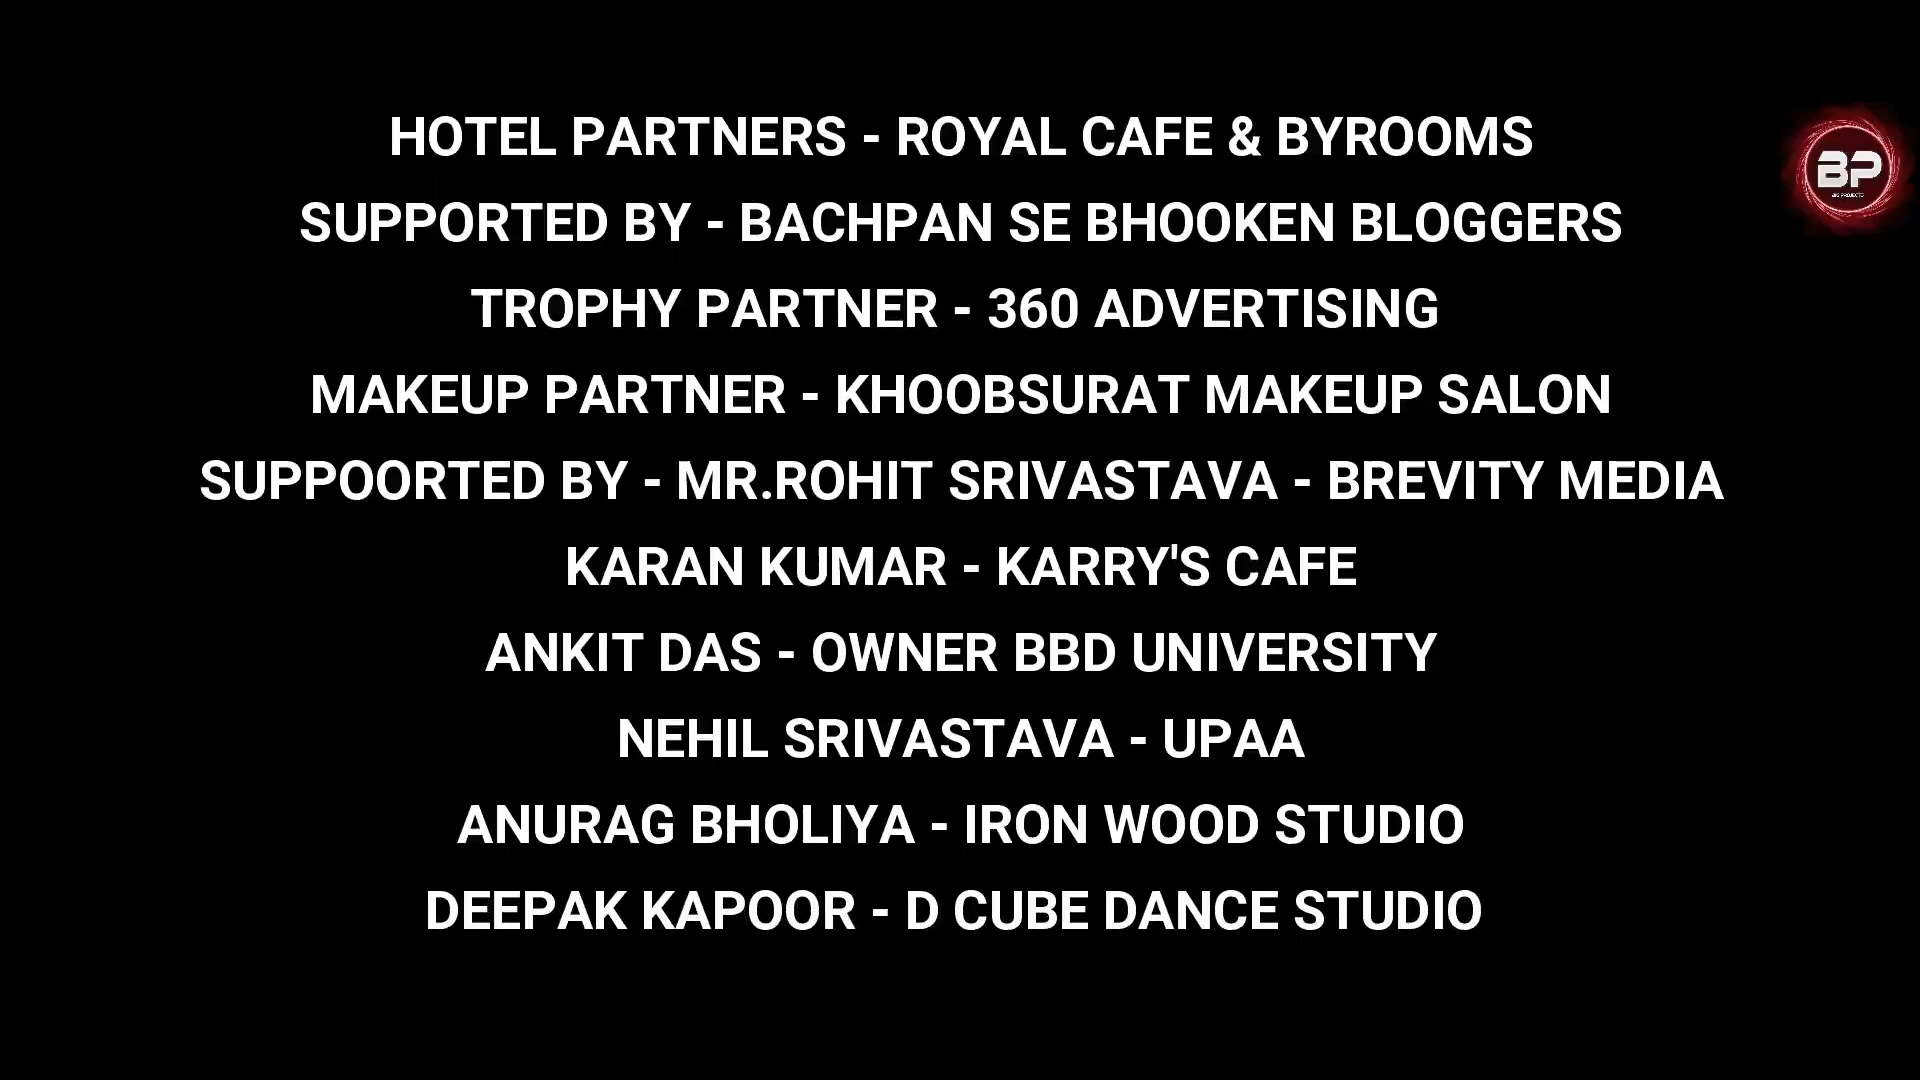 HOTEL PARTNERS - ROYAL CAFE & BYROOMS
SUPPORTED BY - BACHPAN SE BHOOKEN BLOGGERS
TROPHY PARTNER - 360 ADVERTISING
MAKEUP PARTNER - KHOOBSURAT MAKEUP SALON
SUPPOORTED BY - MR.ROHIT SRIVASTAVA - BREVITY MEDIA
KARAN KUMAR - KARRY'S CAFE
ANKIT DAS - OWNER BBD UNIVERSITY
NEHIL SRIVASTAVA - UPAA
ANURAG BHOLIYA - IRON WOOD STUDIO
DEEPAK KAPOOR - D CUBE DANCE STUDIO
BP